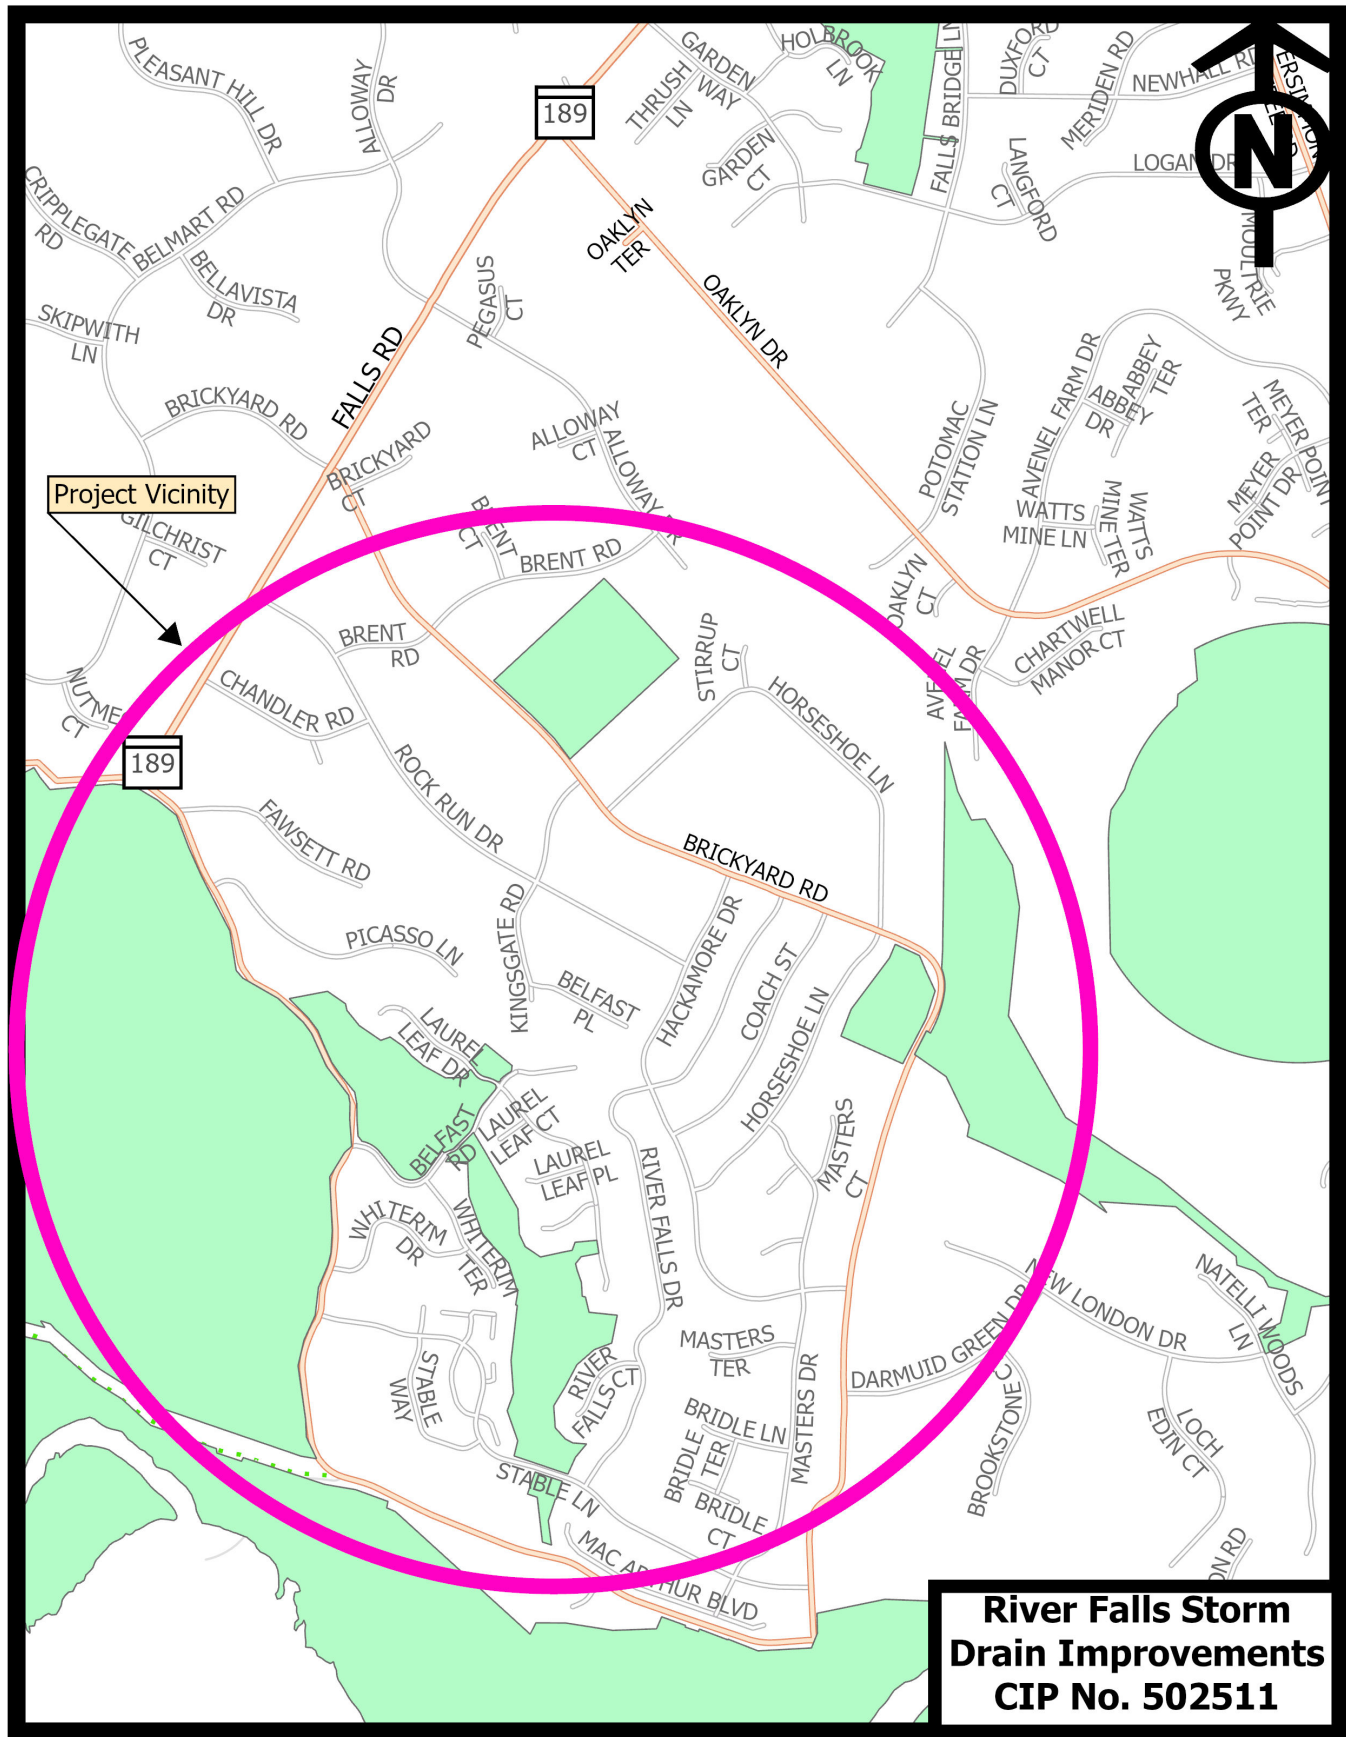 PLEASANT HILL DR
ALLOWAY
DR
189
GARDEN
WAY
HOLBROOK
LN
THRUSH
LN
GARDEN
CT
FALLS BRIDGE LN
DUXFORD
CT
MERIDEN RD
NEWHALL RD
N
LOGAN DR
LANGFORD
CT
MOULTRIE
PKWY
CRIPPLEGATE
RD
BELMART RD
BELLAVISTA
DR
SKIPWITH
LN
OAKLYN
TER
OAKLYN DR
PEGASUS
CT
FALLS RD
BRICKYARD RD
BRICKYARD
CT
ALLOWAY
CT
ALLOWAY DR
POTOMAC
STATION LN
AVENEL FARM DR
ABBEY
TER
ABBEY
DR
MEYER
TER
MEYER POINT
MEYER
POINT DR
WATTS
MINE LN
WATTS
MINE TER
Project Vicinity
GILCHRIST
CT
BRENT
CT
BRENT RD
BRENT
RD
OAKLYN
CT
CHARTWELL
MANOR CT
AVENEL
FARM DR
STIRRUP
CT
HORSESHOE LN
NUTMEG
CT
CHANDLER RD
189
ROCK RUN DR
FAWSETT RD
BRICKYARD RD
PICASSO LN
KINGSGATE RD
BELFAST
PL
HACKAMORE DR
COACH ST
HORSESHOE LN
LAUREL
LEAF DR
LAUREL
LEAF CT
BELFAST
RD
LAUREL
LEAF PL
MASTERS
CT
WHITERIM
DR
WHITERIM
TER
RIVER FALLS DR
NEW LONDON DR
NATELLI WOODS
LN
MASTERS
TER
DARMUID GREEN DR
STABLE
WAY
RIVER
FALLS CT
MASTERS DR
BRIDLE LN
BRIDLE
TER
BRIDLE
CT
BROOKSTONE C
LOCH
EDIN CT
STABLE LN
MAC ARTHUR BLVD
ON RD
River Falls Storm
Drain Improvements
CIP No. 502511